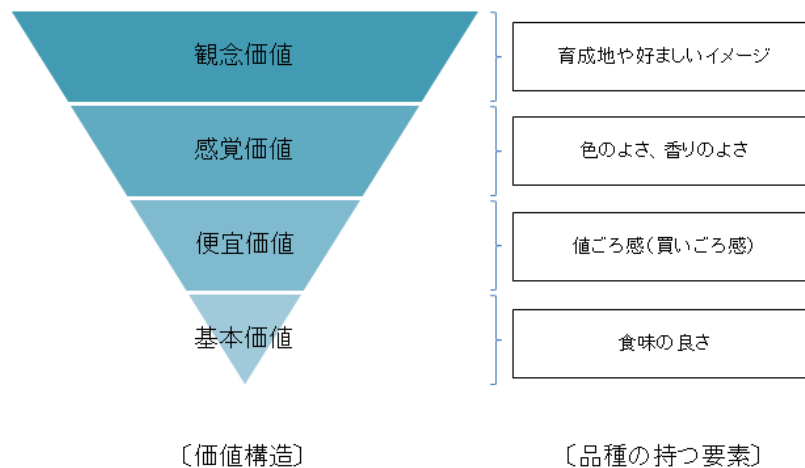 観念価値
育成地や好ましいイメージ
感覚価値
色のよさ、香りのよさ
便宜価値
値ごろ感(買いごろ感)
基本価値
食味の良さ
〔価値構造〕
〔品種の持つ要素〕